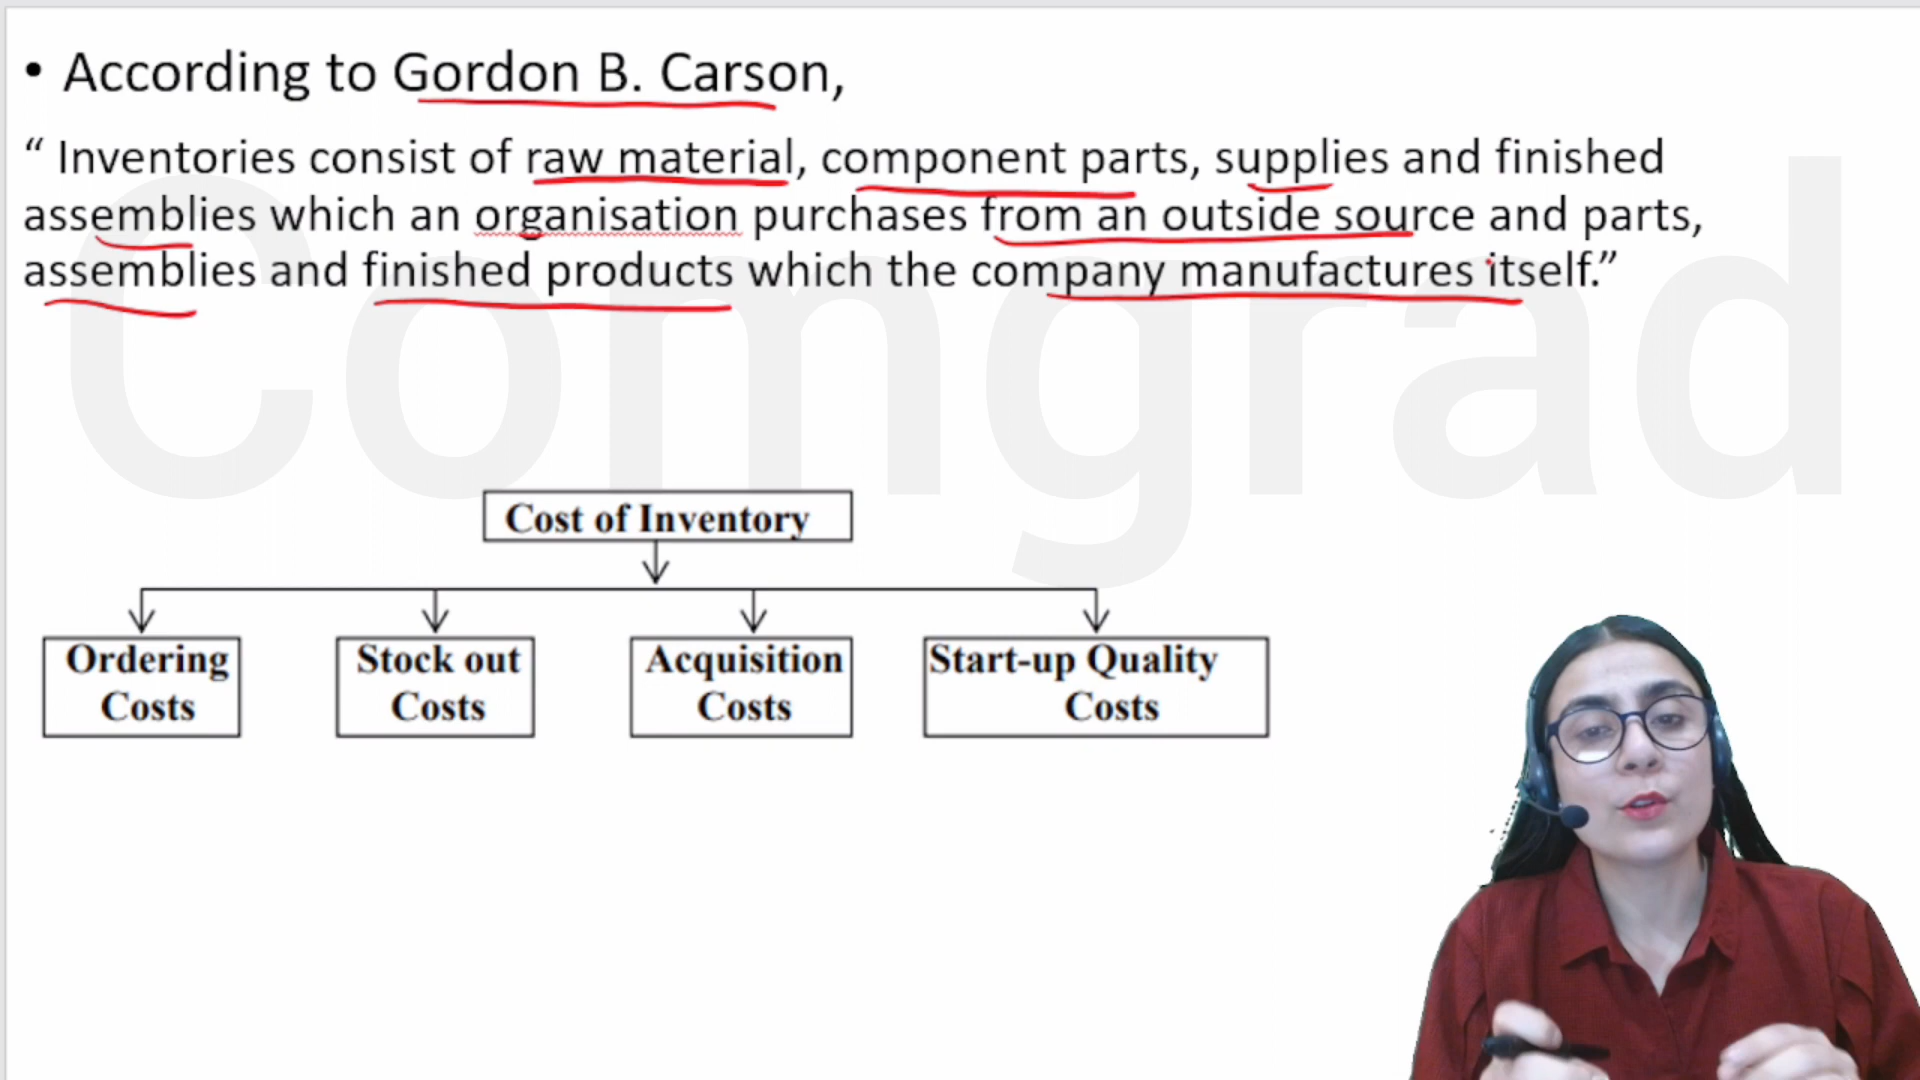 • According to Gordon B. Carson,
“ Inventories consist of raw material, component parts, supplies and finished
assemblies which an organisation purchases from an outside source and parts,
assemblies and finished products which the company manufactures itself.”
Comgrad
Cost of Inventory
Ordering
Costs
Stock out
Costs
Acquisition
Costs
Start-up Quality
Costs